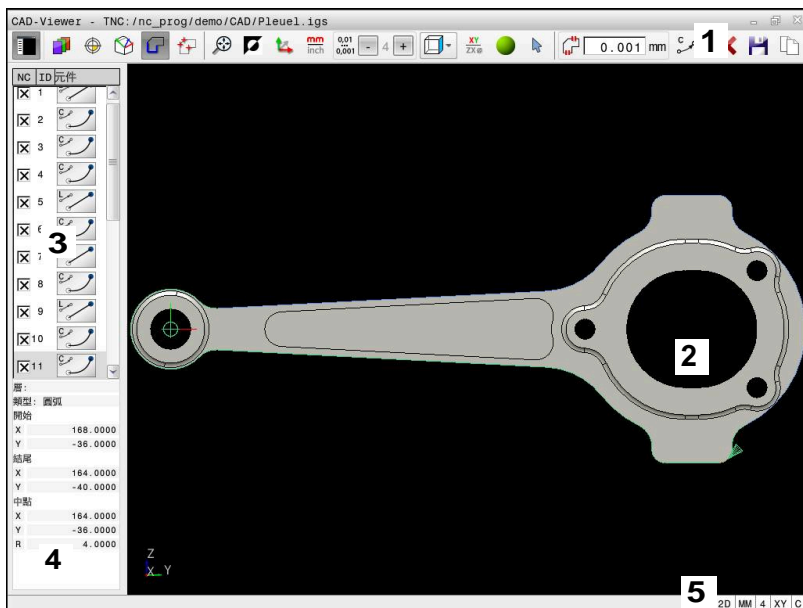 CAD-Viewer - TNC:/nc_prog/demo/CAD/Pleuel.igs
mm
inch
0,01
0,001
- 4 +
XY
ZX⊕
0.001 mm
C
1
NC ID 元件
1
2 C
3 C
4 C
5 L
6 C
7
8 C
9 L
10 C
11 C
3
2
層:
類型: 圓弧
開始
X 168.0000
Y -36.0000
結尾
X 164.0000
Y -40.0000
中點
X 164.0000
Y -36.0000
R 4.0000
4
Z
X Y
5
2D MM 4 XY C